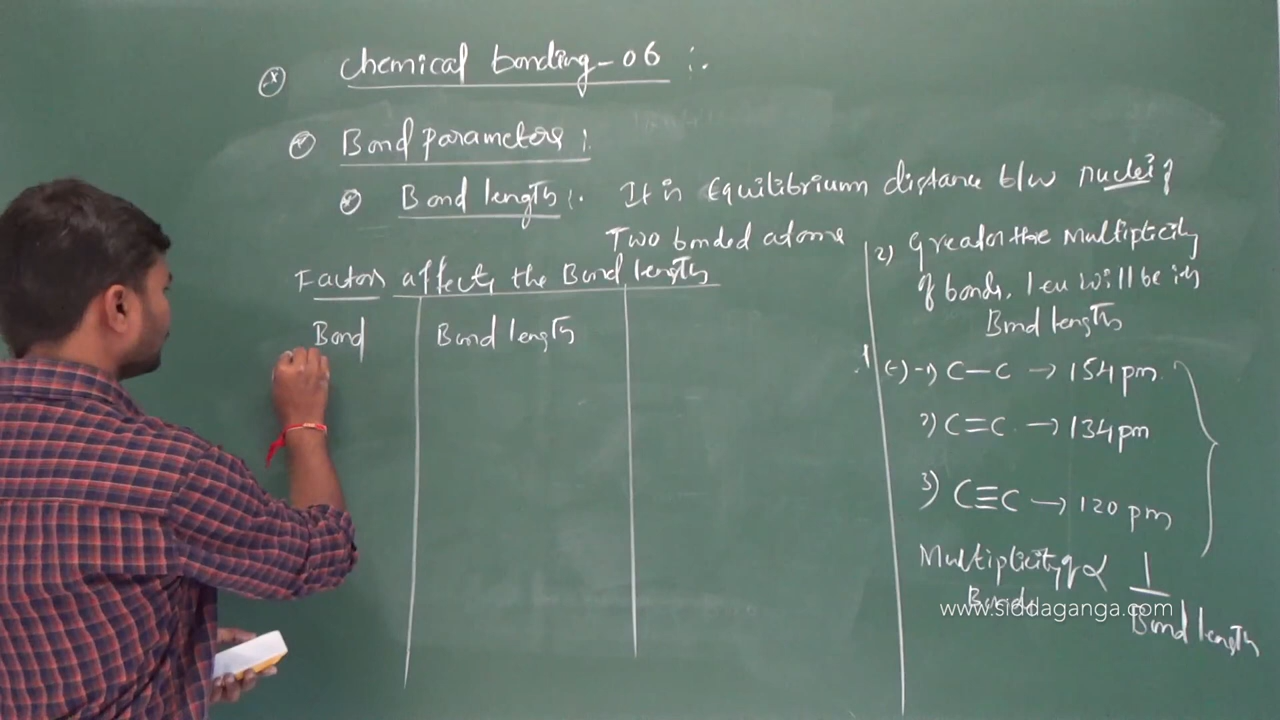 Chemical bonding - 06 :.
Bond parameters :
Bond length :. It is Equilibrium distance b/w nuclei of
Two bonded atoms
Factors affects the Bond length
Bond Bond length
2) Greater the Multiplicity
of bonds, less will be its
Bond length
1) C—C → 154 pm
2) C=C → 134 pm
3) C≡C → 120 pm
Multiplicity of ∝ 1
Bonds Bond length
www.siddaganga.com